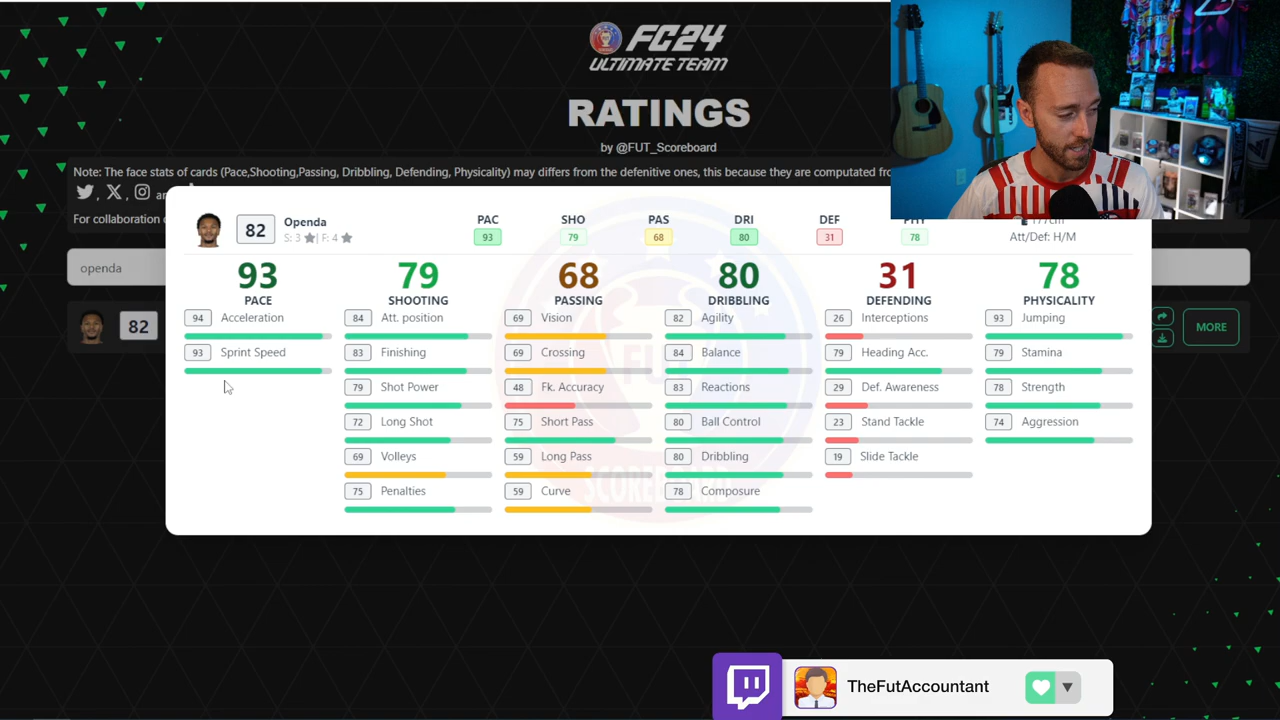 FC24
ULTIMATE TEAM
RATINGS
by @FUT_Scoreboard
Note: The face stats of cards (Pace,Shooting,Passing, Dribbling, Defending, Physicality) may differs from the defenitive ones, this because they are computated
For collaboration
openda
82
MORE
82
Openda
S: 3 | F: 4
PAC
93
SHO
79
PAS
68
DRI
80
DEF
31
PHY
78
Att/Def: H/M
93
PACE
94 Acceleration
93 Sprint Speed
79
SHOOTING
84 Att. position
83 Finishing
79 Shot Power
72 Long Shot
69 Volleys
75 Penalties
68
PASSING
69 Vision
69 Crossing
48 Fk. Accuracy
75 Short Pass
59 Long Pass
59 Curve
80
DRIBBLING
82 Agility
84 Balance
83 Reactions
80 Ball Control
80 Dribbling
78 Composure
31
DEFENDING
26 Interceptions
79 Heading Acc.
29 Def. Awareness
23 Stand Tackle
19 Slide Tackle
78
PHYSICALITY
93 Jumping
79 Stamina
78 Strength
74 Aggression
TheFutAccountant